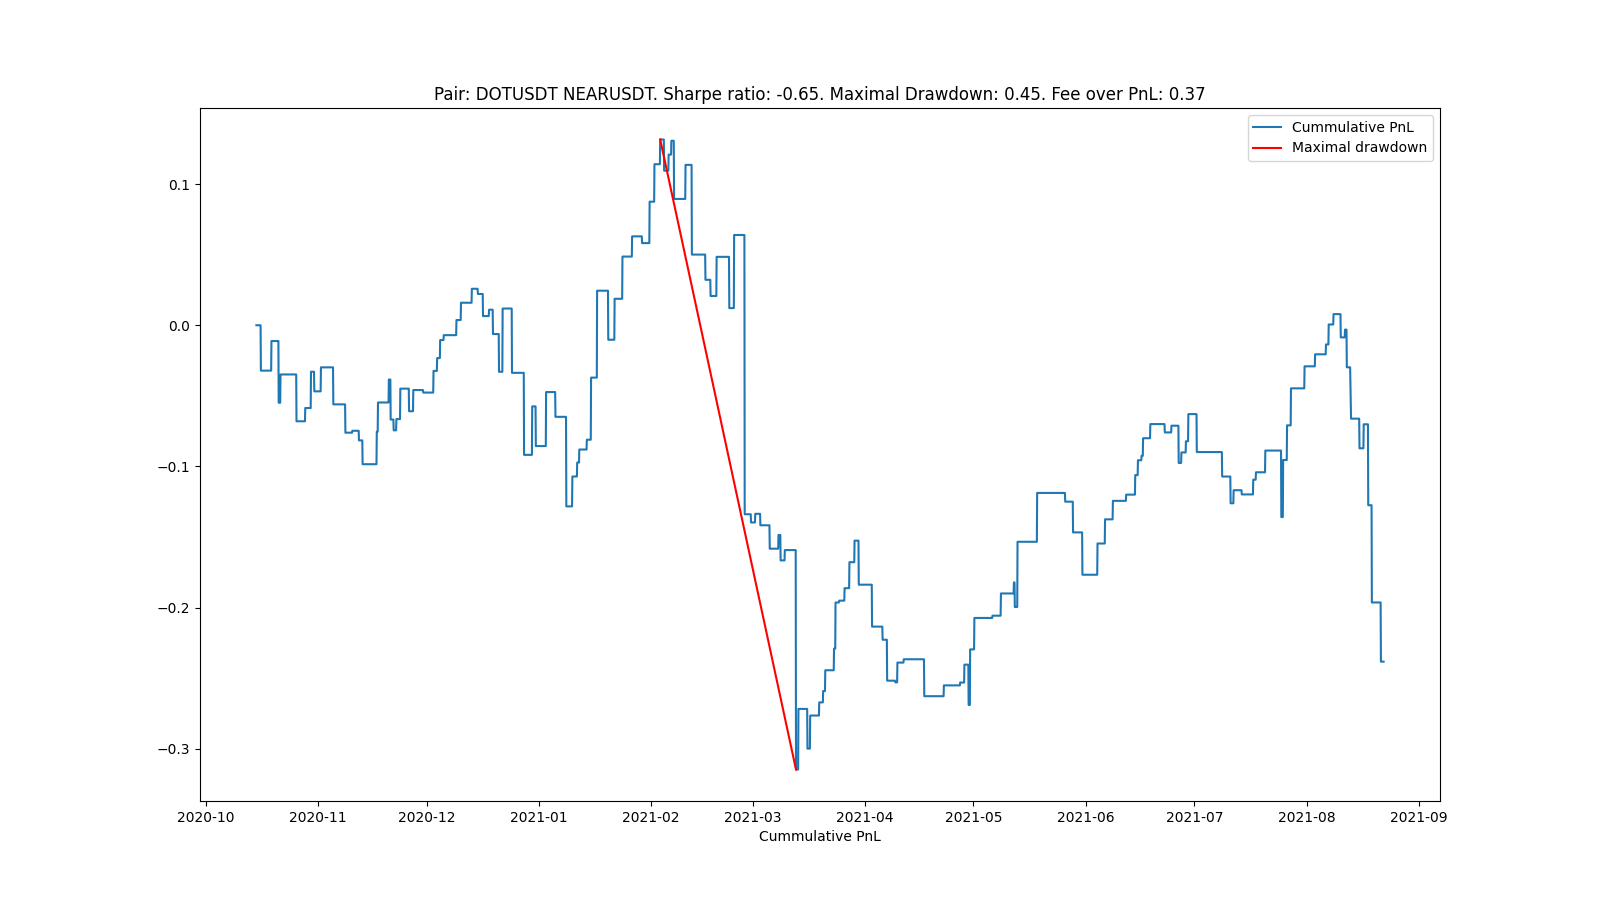 Pair: DOTUSDT NEARUSDT. Sharpe ratio: -0.65. Maximal Drawdown: 0.45. Fee over PnL: 0.37
Cummulative PnL
Maximal drawdown
0.1
0.0
−0.1
−0.2
−0.3
2020-10 2020-11 2020-12 2021-01 2021-02 2021-03 2021-04 2021-05 2021-06 2021-07 2021-08 2021-09
Cummulative PnL